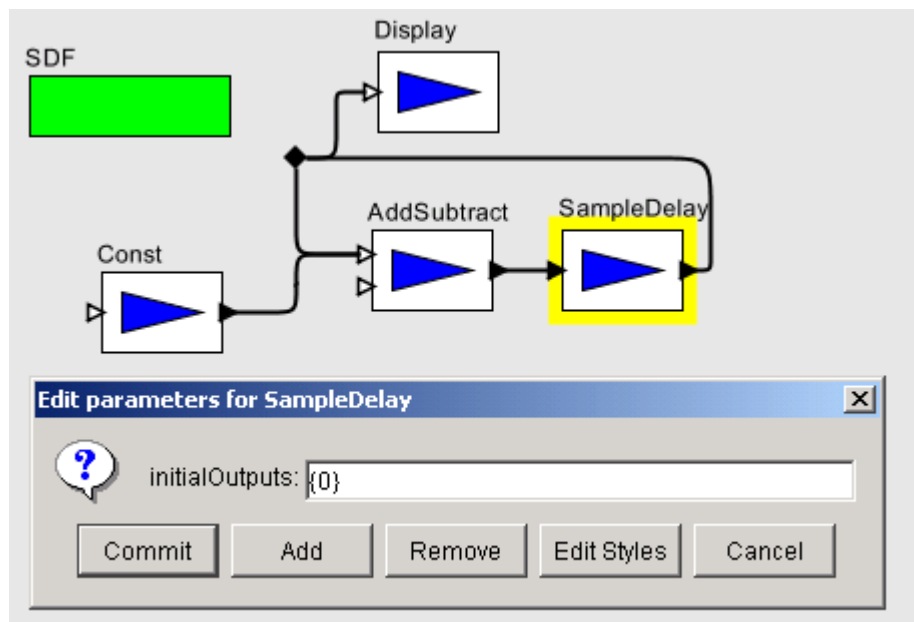 Display
SDF
AddSubtract
SampleDelay
Const
Edit parameters for SampleDelay
?
initialOutputs: {0}
Commit Add Remove Edit Styles Cancel